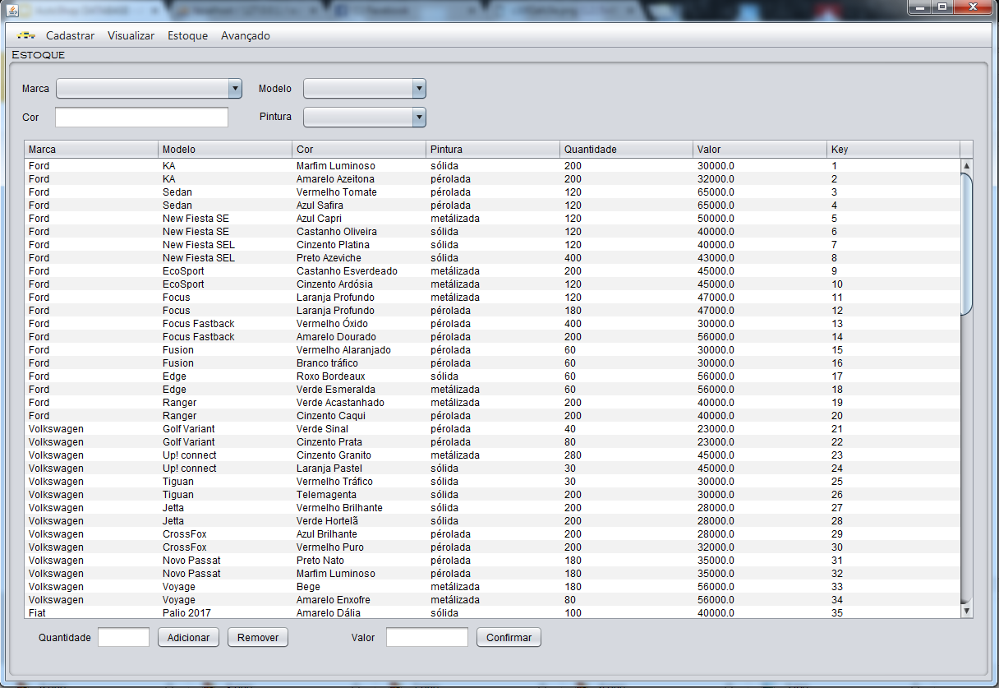 Cadastrar Visualizar Estoque Avançado
ESTOQUE
Marca Modelo
Cor Pintura
Marca Modelo Cor Pintura Quantidade Valor Key
Ford KA Marfim Luminoso sólida 200 30000.0 1
Ford KA Amarelo Azeitona pérolada 200 32000.0 2
Ford Sedan Vermelho Tomate pérolada 120 65000.0 3
Ford Sedan Azul Safira pérolada 120 65000.0 4
Ford New Fiesta SE Azul Capri metálizada 120 50000.0 5
Ford New Fiesta SE Castanho Oliveira sólida 120 40000.0 6
Ford New Fiesta SEL Cinzento Platina sólida 120 40000.0 7
Ford New Fiesta SEL Preto Azeviche sólida 400 43000.0 8
Ford EcoSport Castanho Esverdeado metálizada 200 45000.0 9
Ford EcoSport Cinzento Ardósia metálizada 120 45000.0 10
Ford Focus Laranja Profundo metálizada 120 47000.0 11
Ford Focus Laranja Profundo pérolada 180 47000.0 12
Ford Focus Fastback Vermelho Óxido pérolada 400 30000.0 13
Ford Focus Fastback Amarelo Dourado pérolada 200 56000.0 14
Ford Fusion Vermelho Alaranjado pérolada 60 30000.0 15
Ford Fusion Branco tráfico pérolada 60 30000.0 16
Ford Edge Roxo Bordeaux sólida 60 56000.0 17
Ford Edge Verde Esmeralda metálizada 60 56000.0 18
Ford Ranger Verde Acastanhado metálizada 200 40000.0 19
Ford Ranger Cinzento Caqui pérolada 200 40000.0 20
Volkswagen Golf Variant Verde Sinal pérolada 40 23000.0 21
Volkswagen Golf Variant Cinzento Prata pérolada 80 23000.0 22
Volkswagen Up! connect Cinzento Granito metálizada 280 45000.0 23
Volkswagen Up! connect Laranja Pastel sólida 30 45000.0 24
Volkswagen Tiguan Vermelho Tráfico sólida 30 30000.0 25
Volkswagen Tiguan Telemagenta sólida 200 30000.0 26
Volkswagen Jetta Vermelho Brilhante sólida 200 28000.0 27
Volkswagen Jetta Verde Hortelã sólida 200 28000.0 28
Volkswagen CrossFox Azul Brilhante pérolada 200 28000.0 29
Volkswagen CrossFox Vermelho Puro pérolada 200 32000.0 30
Volkswagen Novo Passat Preto Nato pérolada 180 35000.0 31
Volkswagen Novo Passat Marfim Luminoso pérolada 180 35000.0 32
Volkswagen Voyage Bege metálizada 180 56000.0 33
Volkswagen Voyage Amarelo Enxofre metálizada 80 56000.0 34
Fiat Palio 2017 Amarelo Dália sólida 100 40000.0 35
Quantidade Adicionar Remover Valor Confirmar